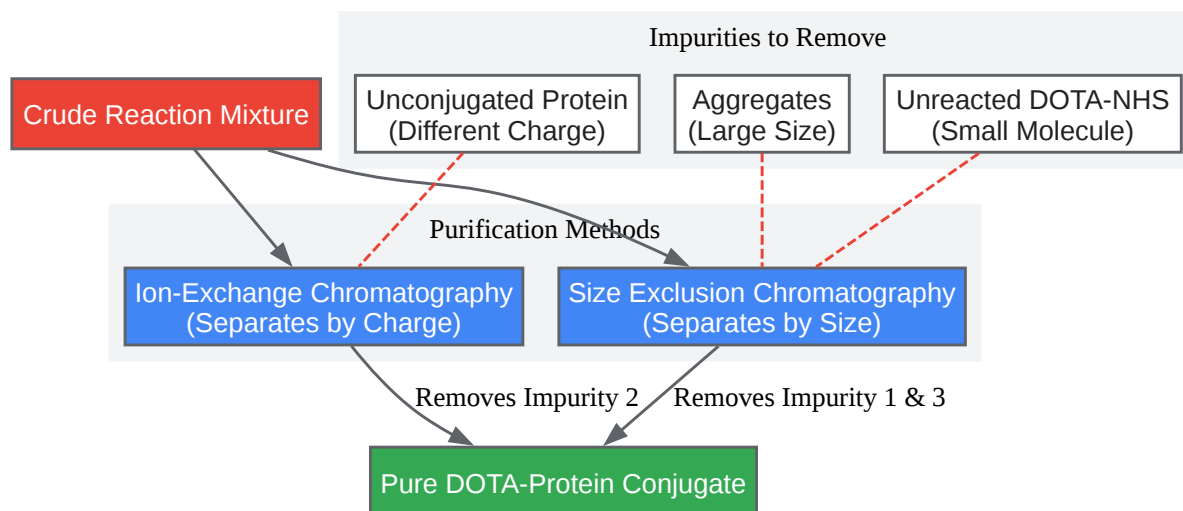 Impurities to Remove
Crude Reaction Mixture
Unconjugated Protein
(Different Charge)
Aggregates
(Large Size)
Unreacted DOTA-NHS
(Small Molecule)
Purification Methods
Ion-Exchange Chromatography
(Separates by Charge)
Size Exclusion Chromatography
(Separates by Size)
Removes Impurity 2
Removes Impurity 1 & 3
Pure DOTA-Protein Conjugate